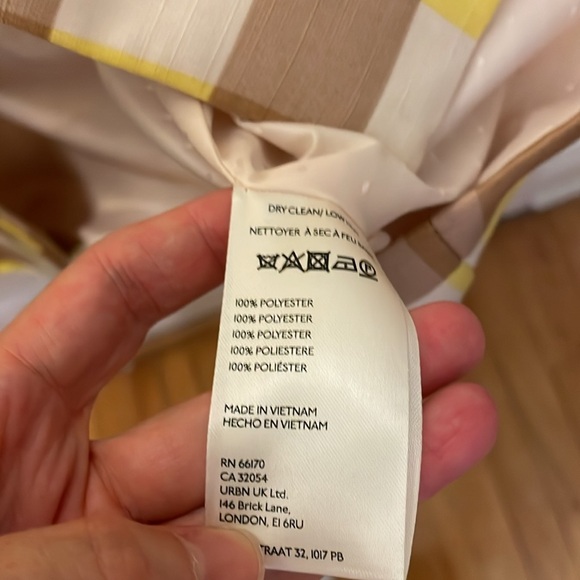 DRY CLEAN/ LOW
NETTOYER À SEC À FEU
P
100% POLYESTER
100% POLYESTER
100% POLYESTER
100% POLIESTERE
100% POLIÉSTER
MADE IN VIETNAM
HECHO EN VIETNAM
RN 66170
CA 32054
URBN UK Ltd.
146 Brick Lane,
LONDON, E1 6RU
TRAAT 32, 1017 PB